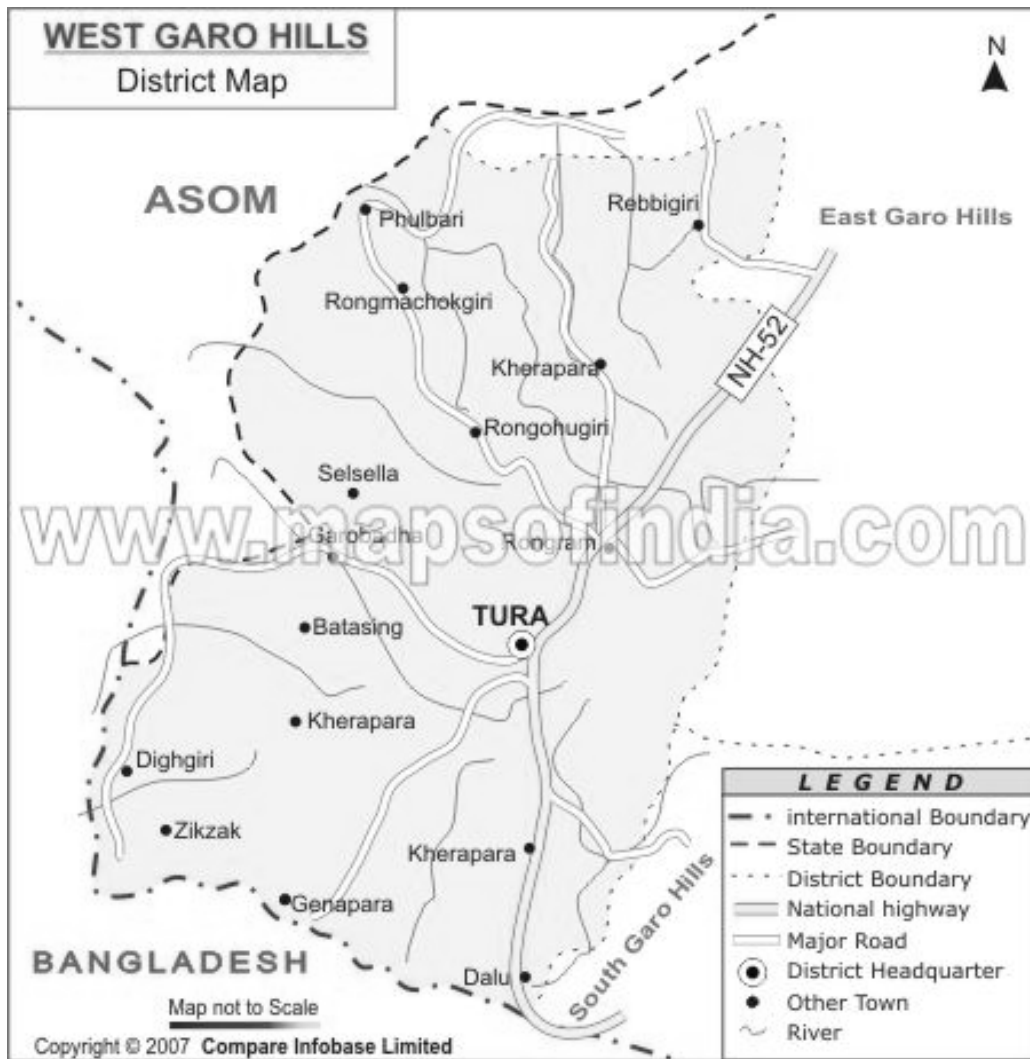 WEST GARO HILLS
District Map
N
ASOM
Phulbari
Rebbigiri
East Garo Hills
Rongmachokgiri
NH-52
Kherapara
Rongohugiri
Selsella
www.mapsofindia.com
Garobadha
Rongram
TURA
Batasing
Kherapara
Dighgiri
Zikzak
Kherapara
Genapara
Dalu
South Garo Hills
BANGLADESH
LEGEND
international Boundary
State Boundary
District Boundary
National highway
Major Road
District Headquarter
Other Town
River
Map not to Scale
Copyright © 2007 Compare Infobase Limited